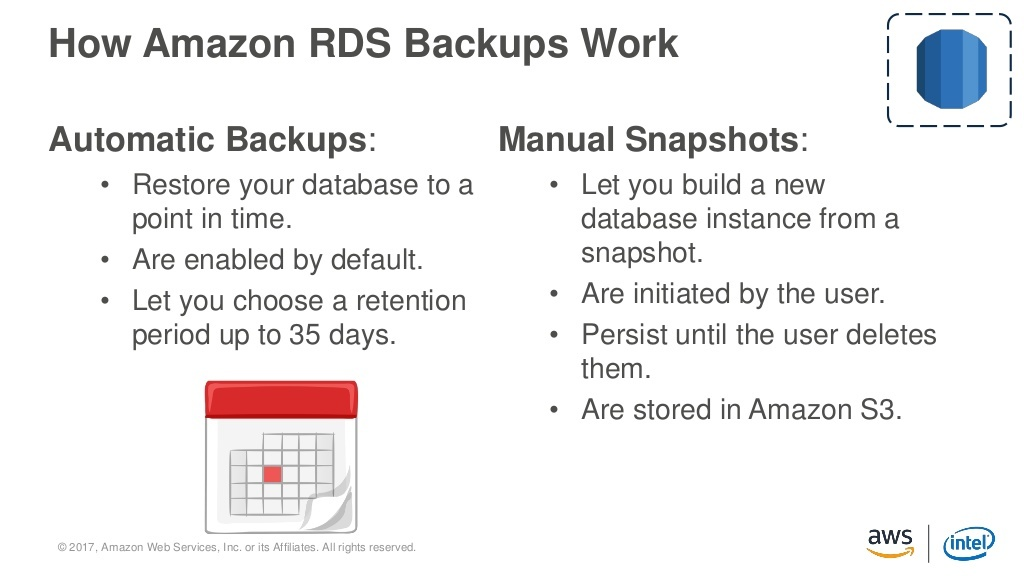 How Amazon RDS Backups Work
Automatic Backups:
• Restore your database to a
point in time.
• Are enabled by default.
• Let you choose a retention
period up to 35 days.
Manual Snapshots:
• Let you build a new
database instance from a
snapshot.
• Are initiated by the user.
• Persist until the user deletes
them.
• Are stored in Amazon S3.
© 2017, Amazon Web Services, Inc. or its Affiliates. All rights reserved.
aws
intel